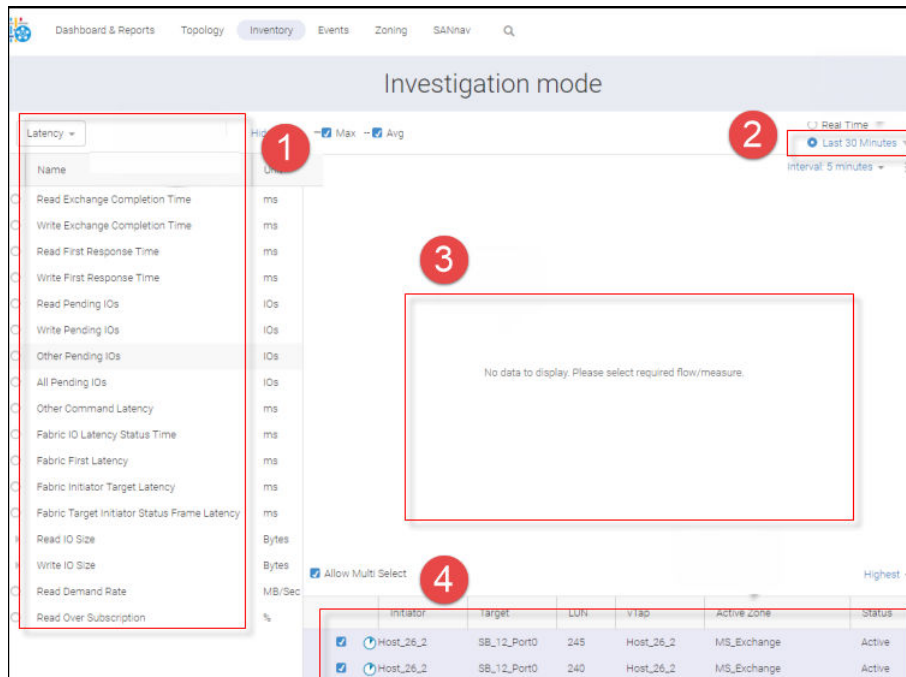 Dashboard & Reports Topology Inventory Events Zoning SANnav
Investigation mode
Latency
1
Max Avg
2
Real Time
Last 30 Minutes
Interval: 5 minutes
Name
Read Exchange Completion Time ms
Write Exchange Completion Time ms
Read First Response Time ms
Write First Response Time ms
Read Pending IOs IOs
Write Pending IOs IOs
Other Pending IOs IOs
All Pending IOs IOs
Other Command Latency ms
Fabric IO Latency Status Time ms
Fabric First Latency ms
Fabric Initiator Target Latency ms
Fabric Target Initiator Status Frame Latency ms
Read IO Size Bytes
Write IO Size Bytes
Read Demand Rate MB/Sec
Read Over Subscription %
3
No data to display. Please select required flow/measure.
Allow Multi Select
4
Highest
Initiator Target LUN VTap Active Zone Status
Host_26_2 SB_12_Port0 245 Host_26_2 MS_Exchange Active
Host_26_2 SB_12_Port0 240 Host_26_2 MS_Exchange Active